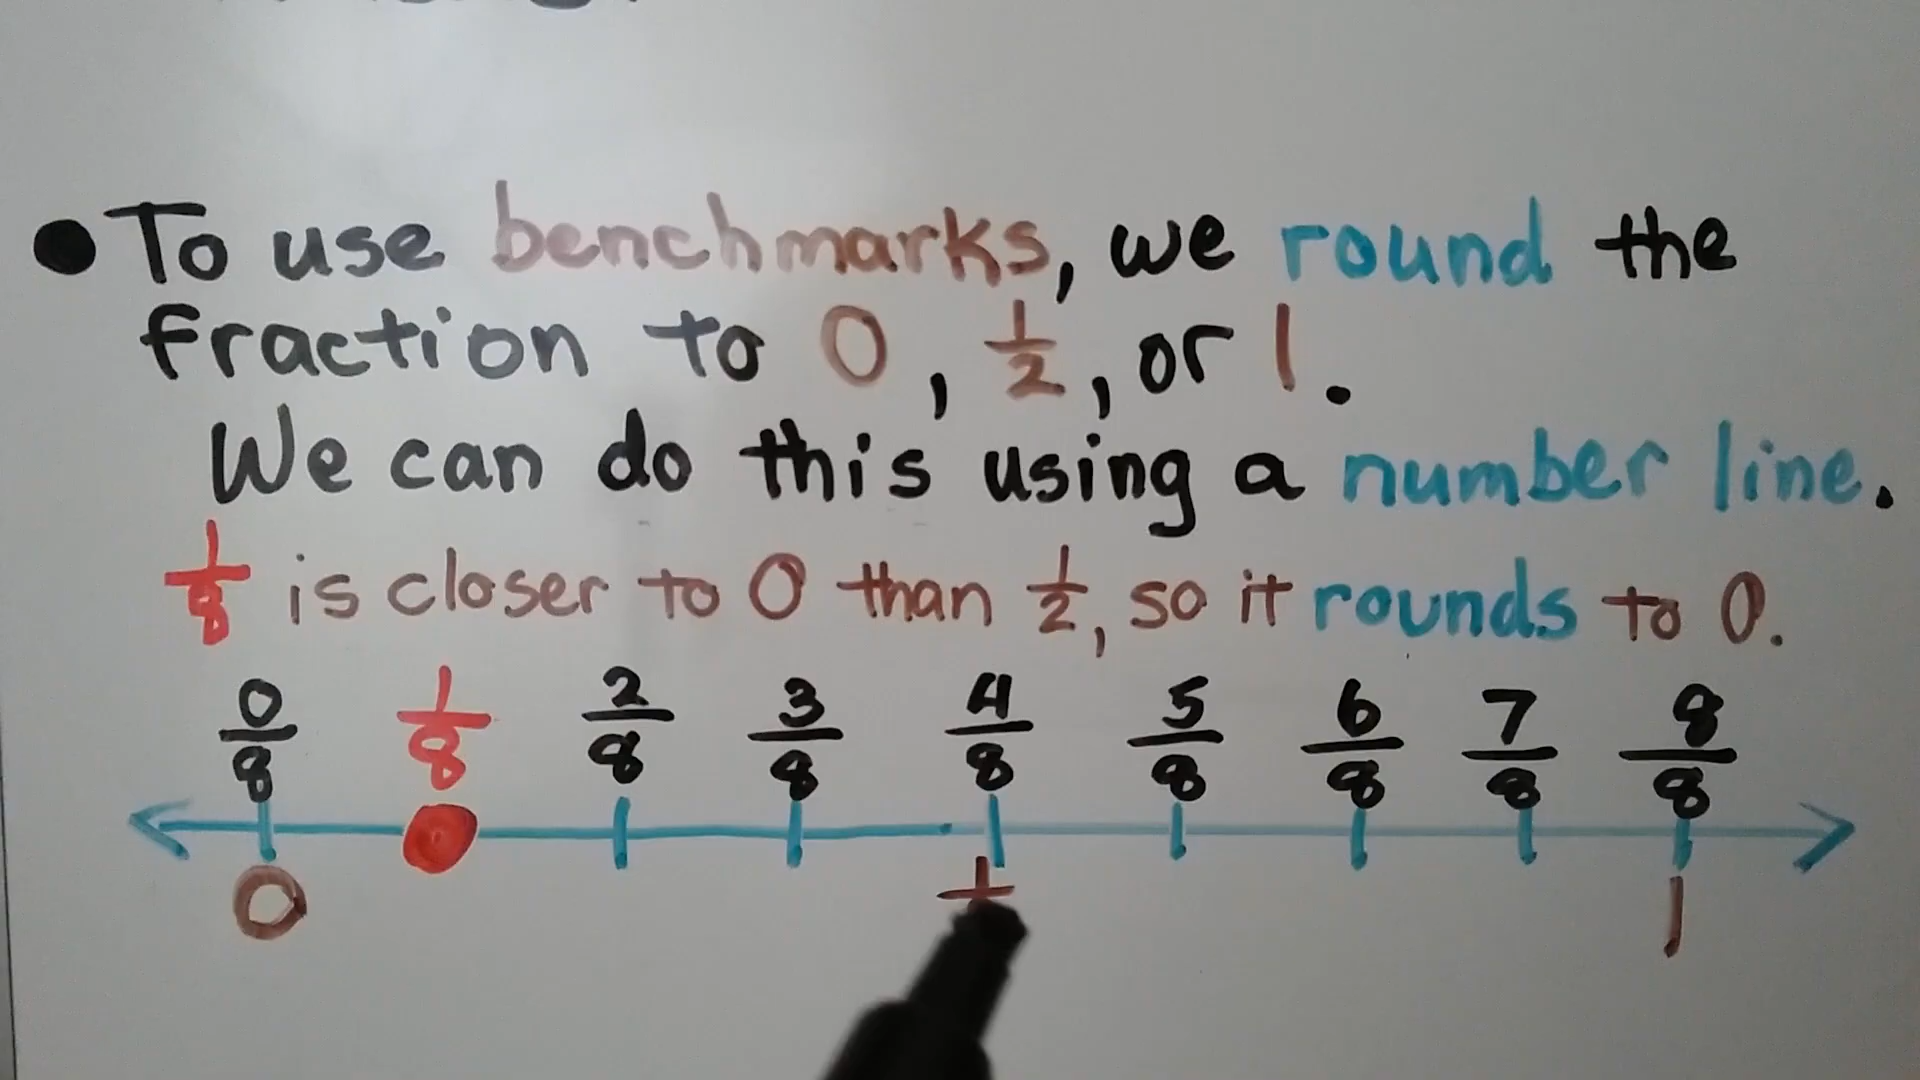 • To use benchmarks, we round the
fraction to 0, 1/2, or 1.
We can do this using a number line.
1/8 is closer to 0 than 1/2, so it rounds to 0.
0/8 1/8 2/8 3/8 4/8 5/8 6/8 7/8 8/8
0 1